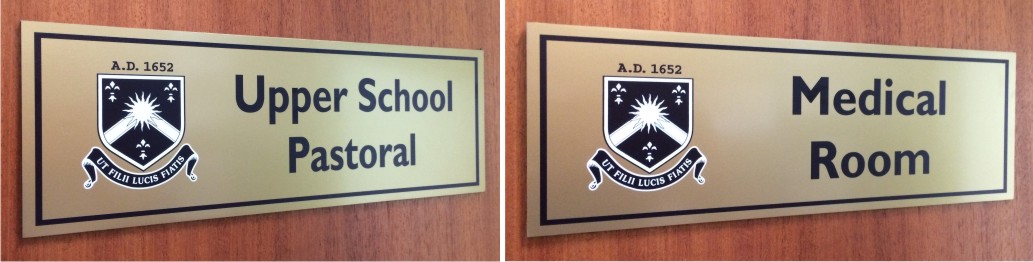 A.D. 1652
Upper School
Pastoral
UT FILII LUCIS FIATIS
A.D. 1652
Medical
Room
UT FILII LUCIS FIATIS